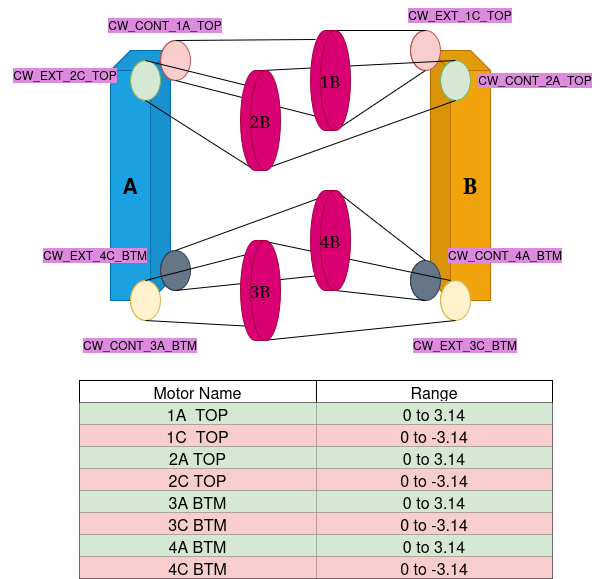 CW_CONT_1A_TOP
CW_EXT_1C_TOP
CW_EXT_2C_TOP
CW_CONT_2A_TOP
1B
2B
A
B
4B
CW_EXT_4C_BTM
CW_CONT_4A_BTM
3B
CW_CONT_3A_BTM
CW_EXT_3C_BTM
Motor Name Range
1A TOP 0 to 3.14
1C TOP 0 to -3.14
2A TOP 0 to 3.14
2C TOP 0 to -3.14
3A BTM 0 to 3.14
3C BTM 0 to -3.14
4A BTM 0 to 3.14
4C BTM 0 to -3.14